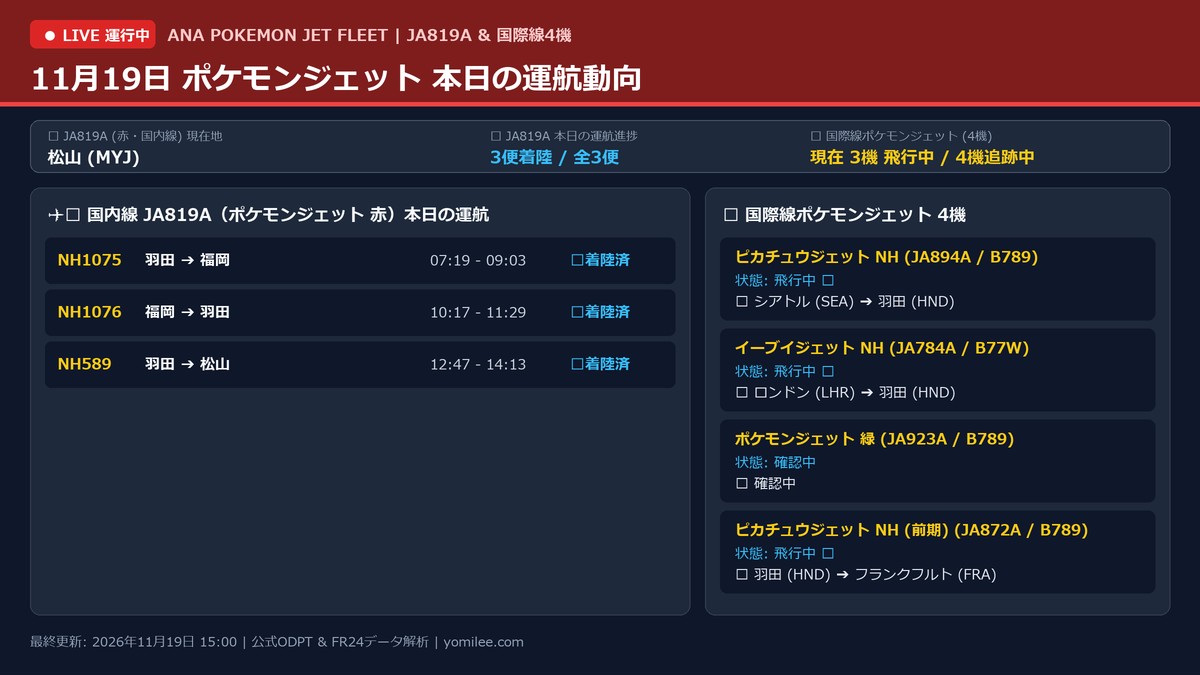 ● LIVE 運行中 ANA POKEMON JET FLEET | JA819A & 国際線4機
11月19日 ポケモンジェット 本日の運航動向
□ JA819A (赤・国内線) 現在地
松山 (MYJ)
□ JA819A 本日の運航進捗
3便着陸 / 全3便
□ 国際線ポケモンジェット (4機)
現在 3機 飛行中 / 4機追跡中
✈□ 国内線 JA819A（ポケモンジェット 赤）本日の運航
NH1075 羽田 → 福岡 07:19 - 09:03 □着陸済
NH1076 福岡 → 羽田 10:17 - 11:29 □着陸済
NH589 羽田 → 松山 12:47 - 14:13 □着陸済
□ 国際線ポケモンジェット 4機
ピカチュウジェット NH (JA894A / B789)
状態: 飛行中 □
□ シアトル (SEA) ➔ 羽田 (HND)
イーブイジェット NH (JA784A / B77W)
状態: 飛行中 □
□ ロンドン (LHR) ➔ 羽田 (HND)
ポケモンジェット 緑 (JA923A / B789)
状態: 確認中
□ 確認中
ピカチュウジェット NH (前期) (JA872A / B789)
状態: 飛行中 □
□ 羽田 (HND) ➔ フランクフルト (FRA)
最終更新: 2026年11月19日 15:00 | 公式ODPT & FR24データ解析 | yomilee.com